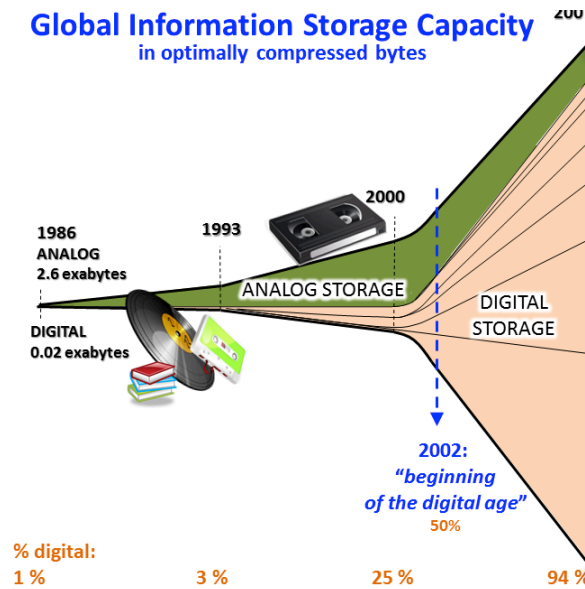 Global Information Storage Capacity
in optimally compressed bytes
2000
1993
1986
ANALOG
2.6 exabytes
ANALOG STORAGE
DIGITAL
STORAGE
DIGITAL
0.02 exabytes
2002:
“beginning
of the digital age”
50%
% digital:
1 %
3 %
25 %
94 %